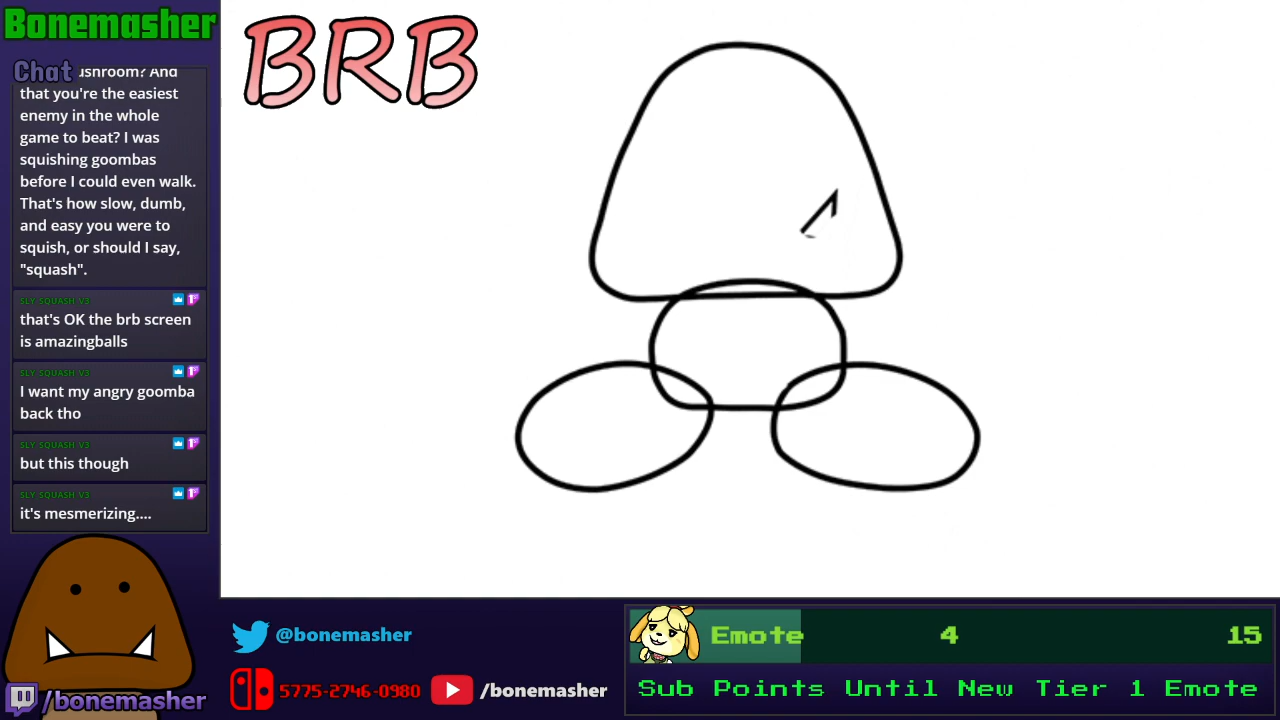 Bonemasher
BRB
Chat
ushroom? And
that you're the easiest
enemy in the whole
game to beat? I was
squishing goombas
before I could even walk.
That's how slow, dumb,
and easy you were to
squish, or should I say,
"squash".
SLY SQUASH V3
that's OK the brb screen
is amazingballs
SLY SQUASH V3
I want my angry goomba
back tho
SLY SQUASH V3
but this though
SLY SQUASH V3
it's mesmerizing....
/bonemasher
@bonemasher
5775-2746-0980
/bonemasher
Emote 4 15
Sub Points Until New Tier 1 Emote